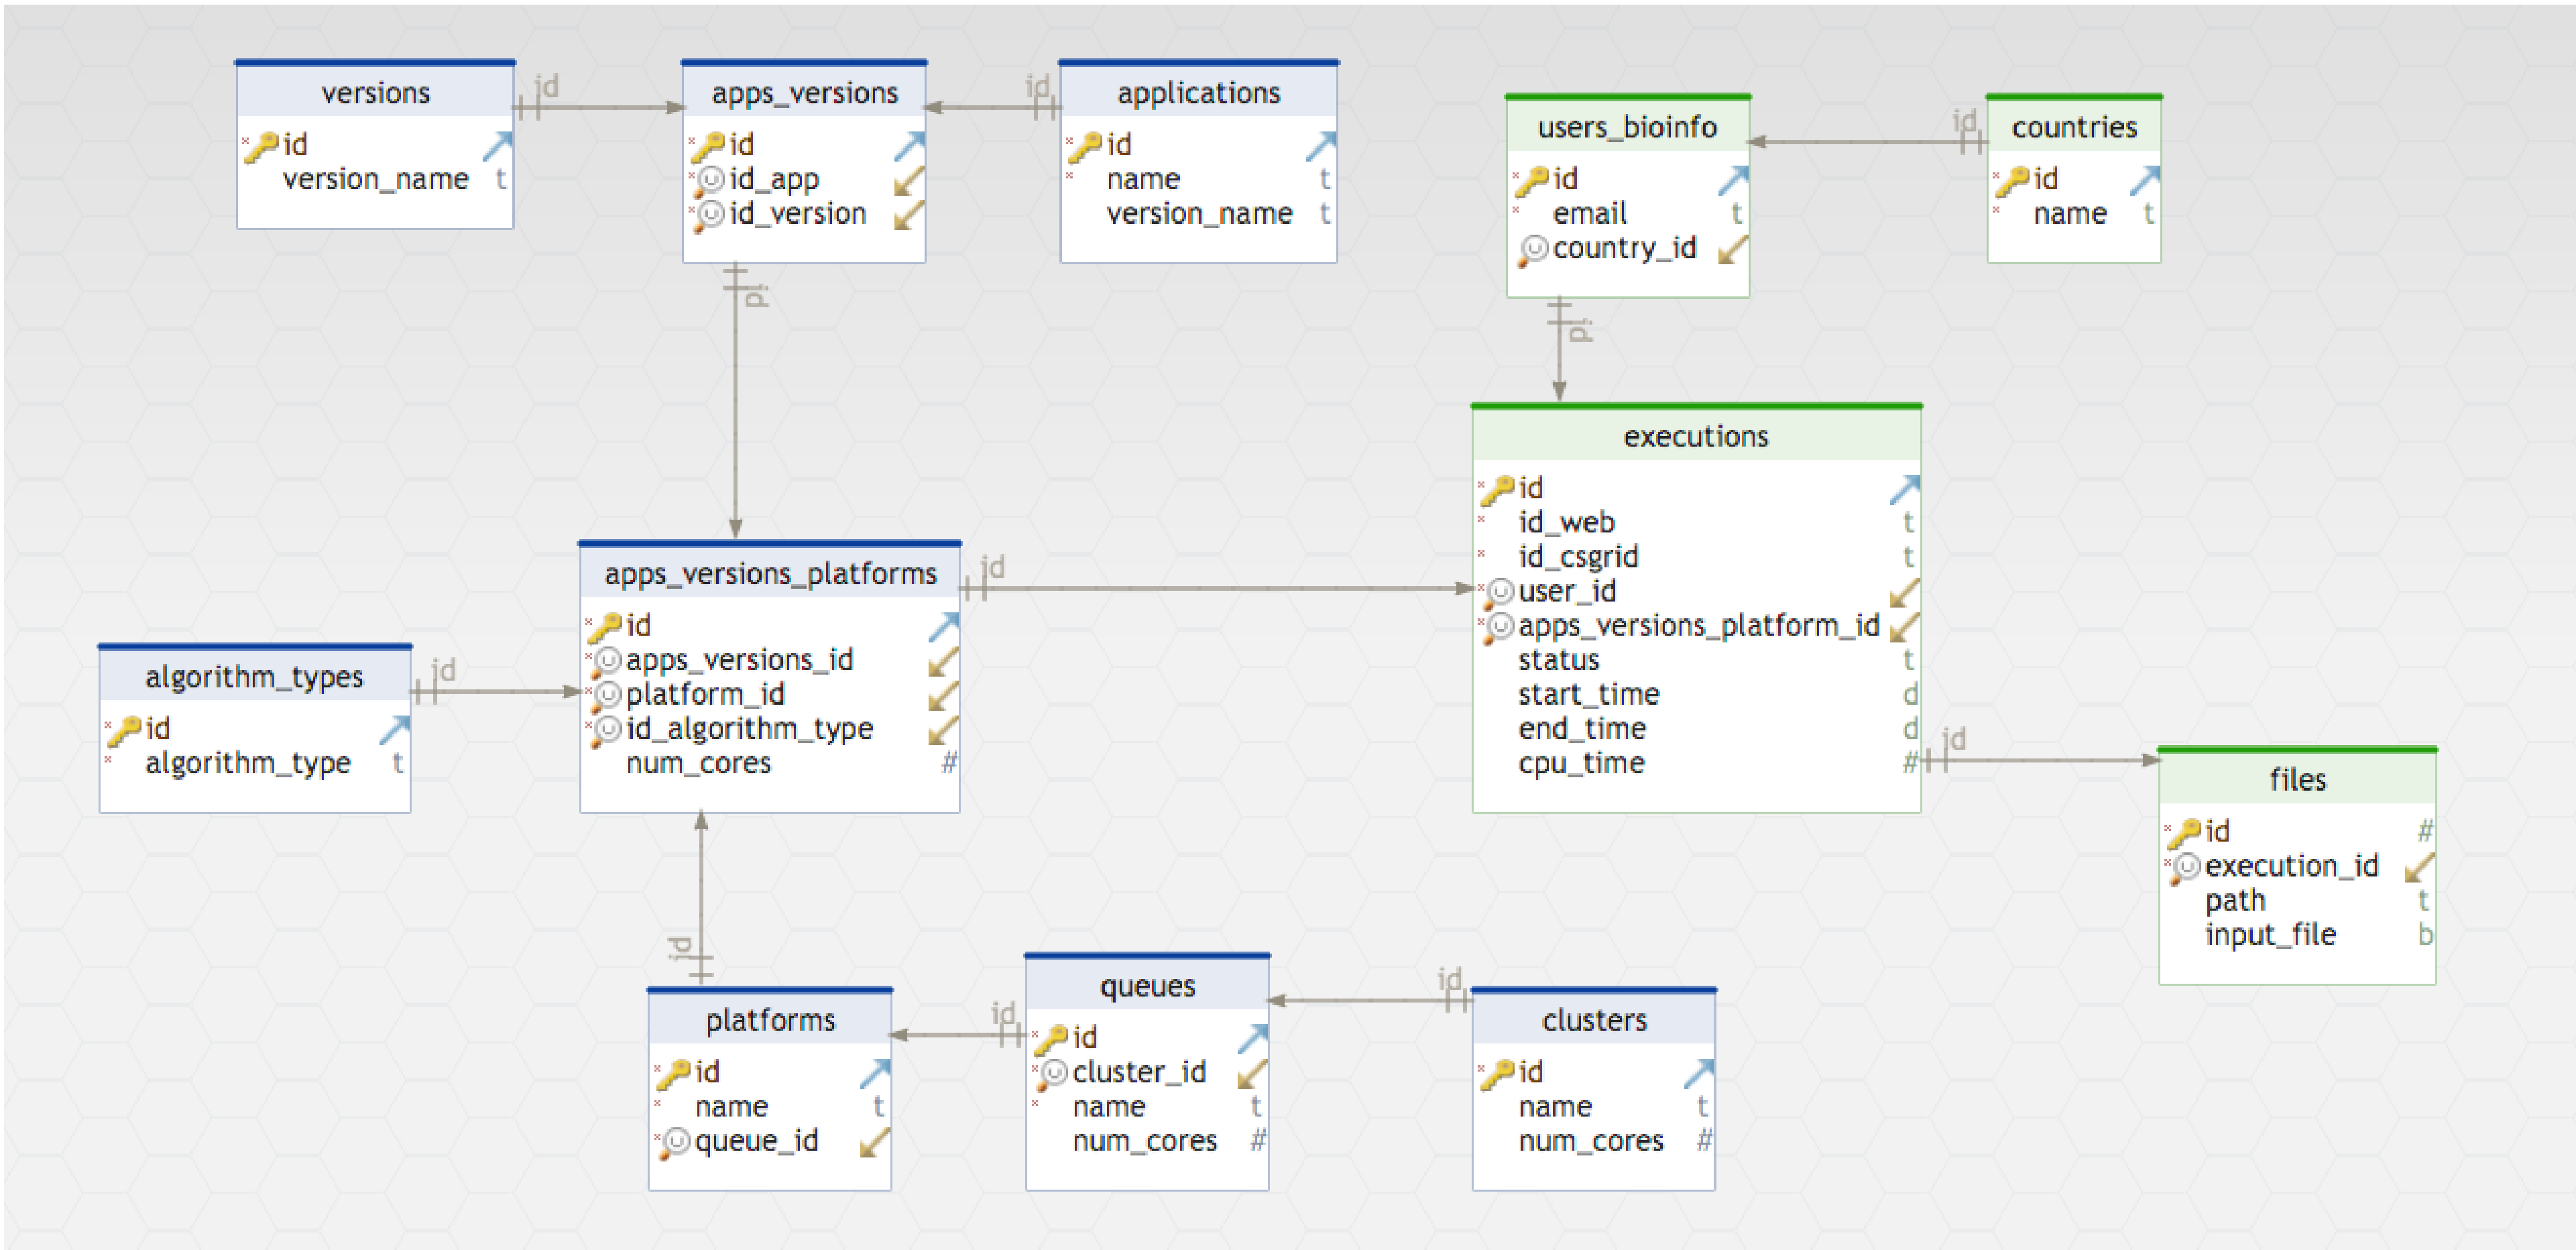 versions
id
version_name t
id
apps_versions
id
id_app
id_version
id
applications
id
name t
version_name t
id
users_bioinfo
id
email t
country_id
id
countries
id
name t
id
executions
id
id_web t
id_csgrid t
user_id
apps_versions_platform_id
status t
start_time d
end_time d
cpu_time #
id
apps_versions_platforms
id
apps_versions_id
platform_id
id_algorithm_type
num_cores #
id
algorithm_types
id
algorithm_type t
id
files
id #
execution_id
path t
input_file b
id
platforms
id
name t
queue_id
id
queues
id
cluster_id
name t
num_cores #
id
clusters
id
name t
num_cores #